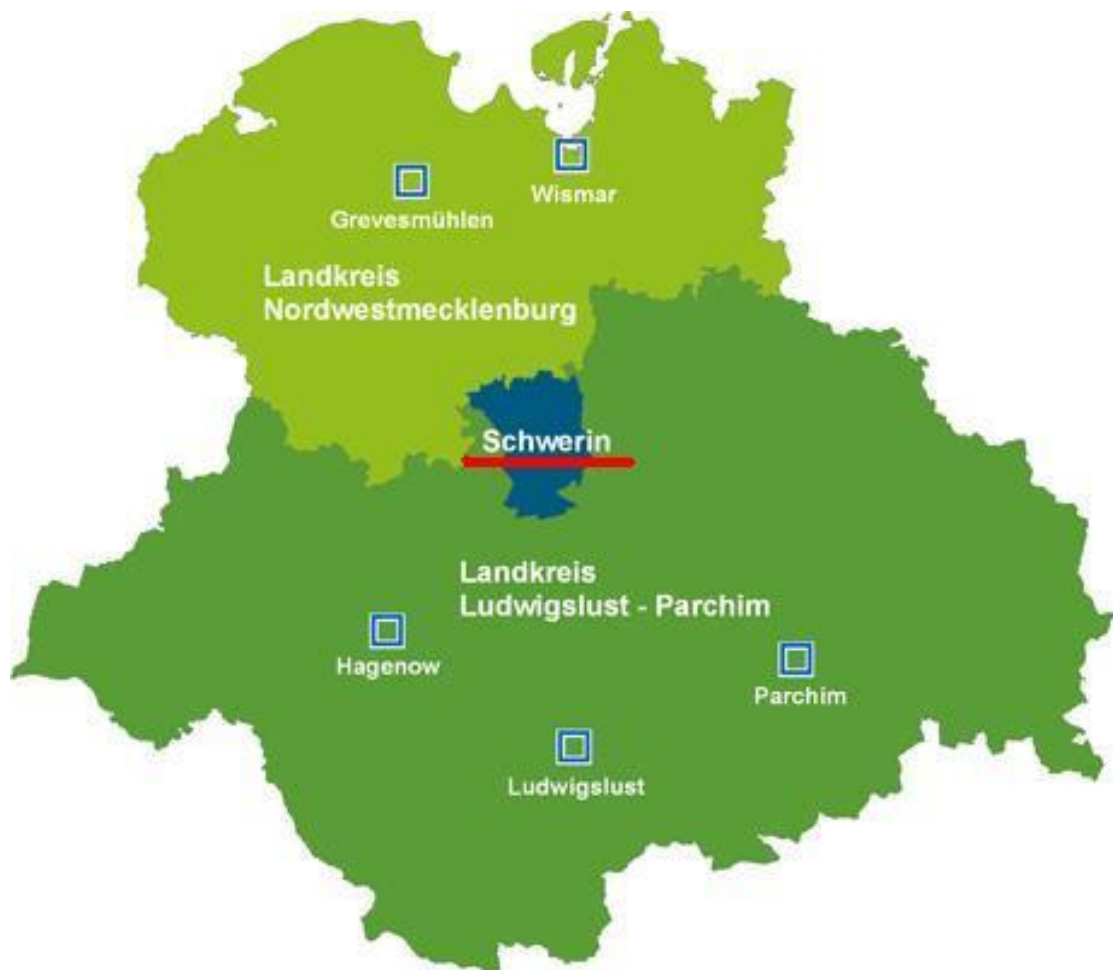 Wismar
Grevesmühlen
Landkreis
Nordwestmecklenburg
Schwerin
Landkreis
Ludwigslust - Parchim
Hagenow
Parchim
Ludwigslust